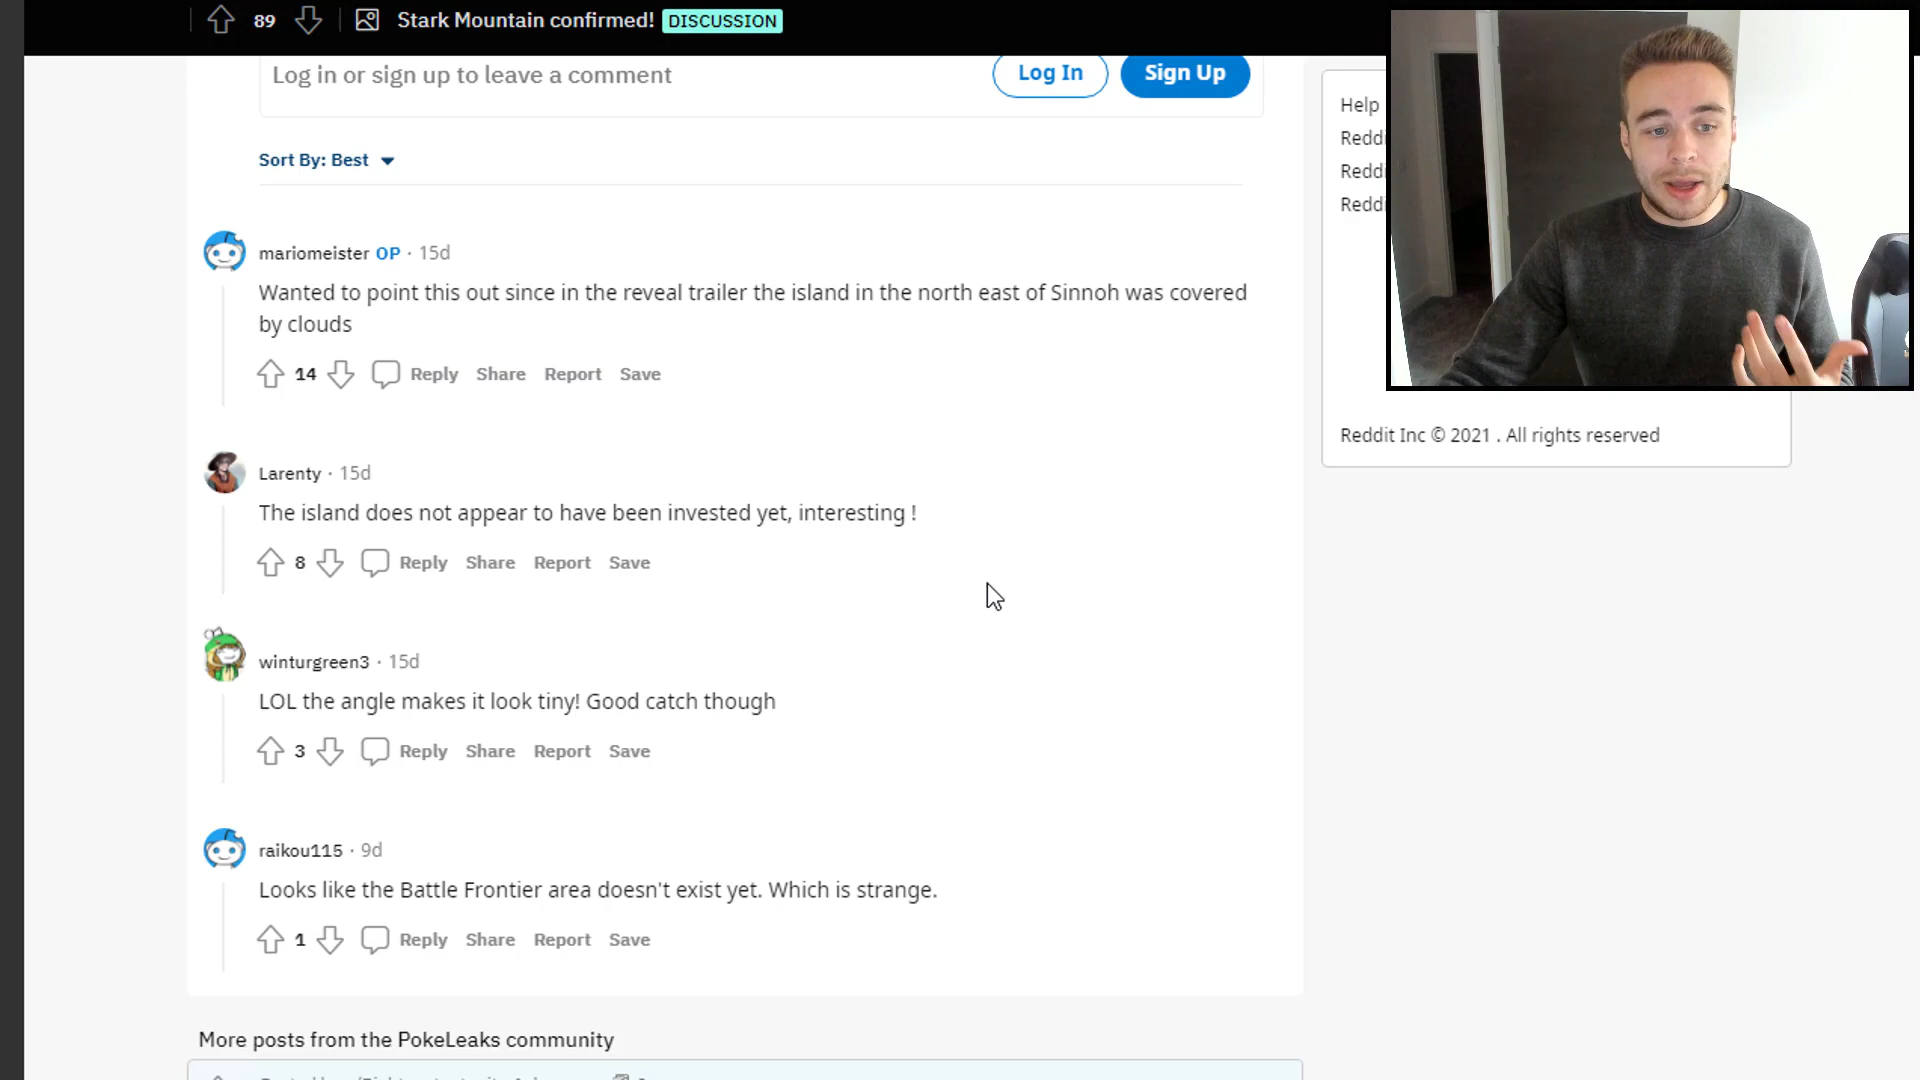 89 Stark Mountain confirmed! DISCUSSION
Log in or sign up to leave a comment
Log In
Sign Up
Sort By: Best
mariomeister OP · 15d
Wanted to point this out since in the reveal trailer the island in the north east of Sinnoh was covered
by clouds
14 Reply Share Report Save
Larenty · 15d
The island does not appear to have been invested yet, interesting !
8 Reply Share Report Save
winturgreen3 · 15d
LOL the angle makes it look tiny! Good catch though
3 Reply Share Report Save
raikou115 · 9d
Looks like the Battle Frontier area doesn't exist yet. Which is strange.
1 Reply Share Report Save
More posts from the PokeLeaks community
Help
Reddit Inc © 2021 . All rights reserved